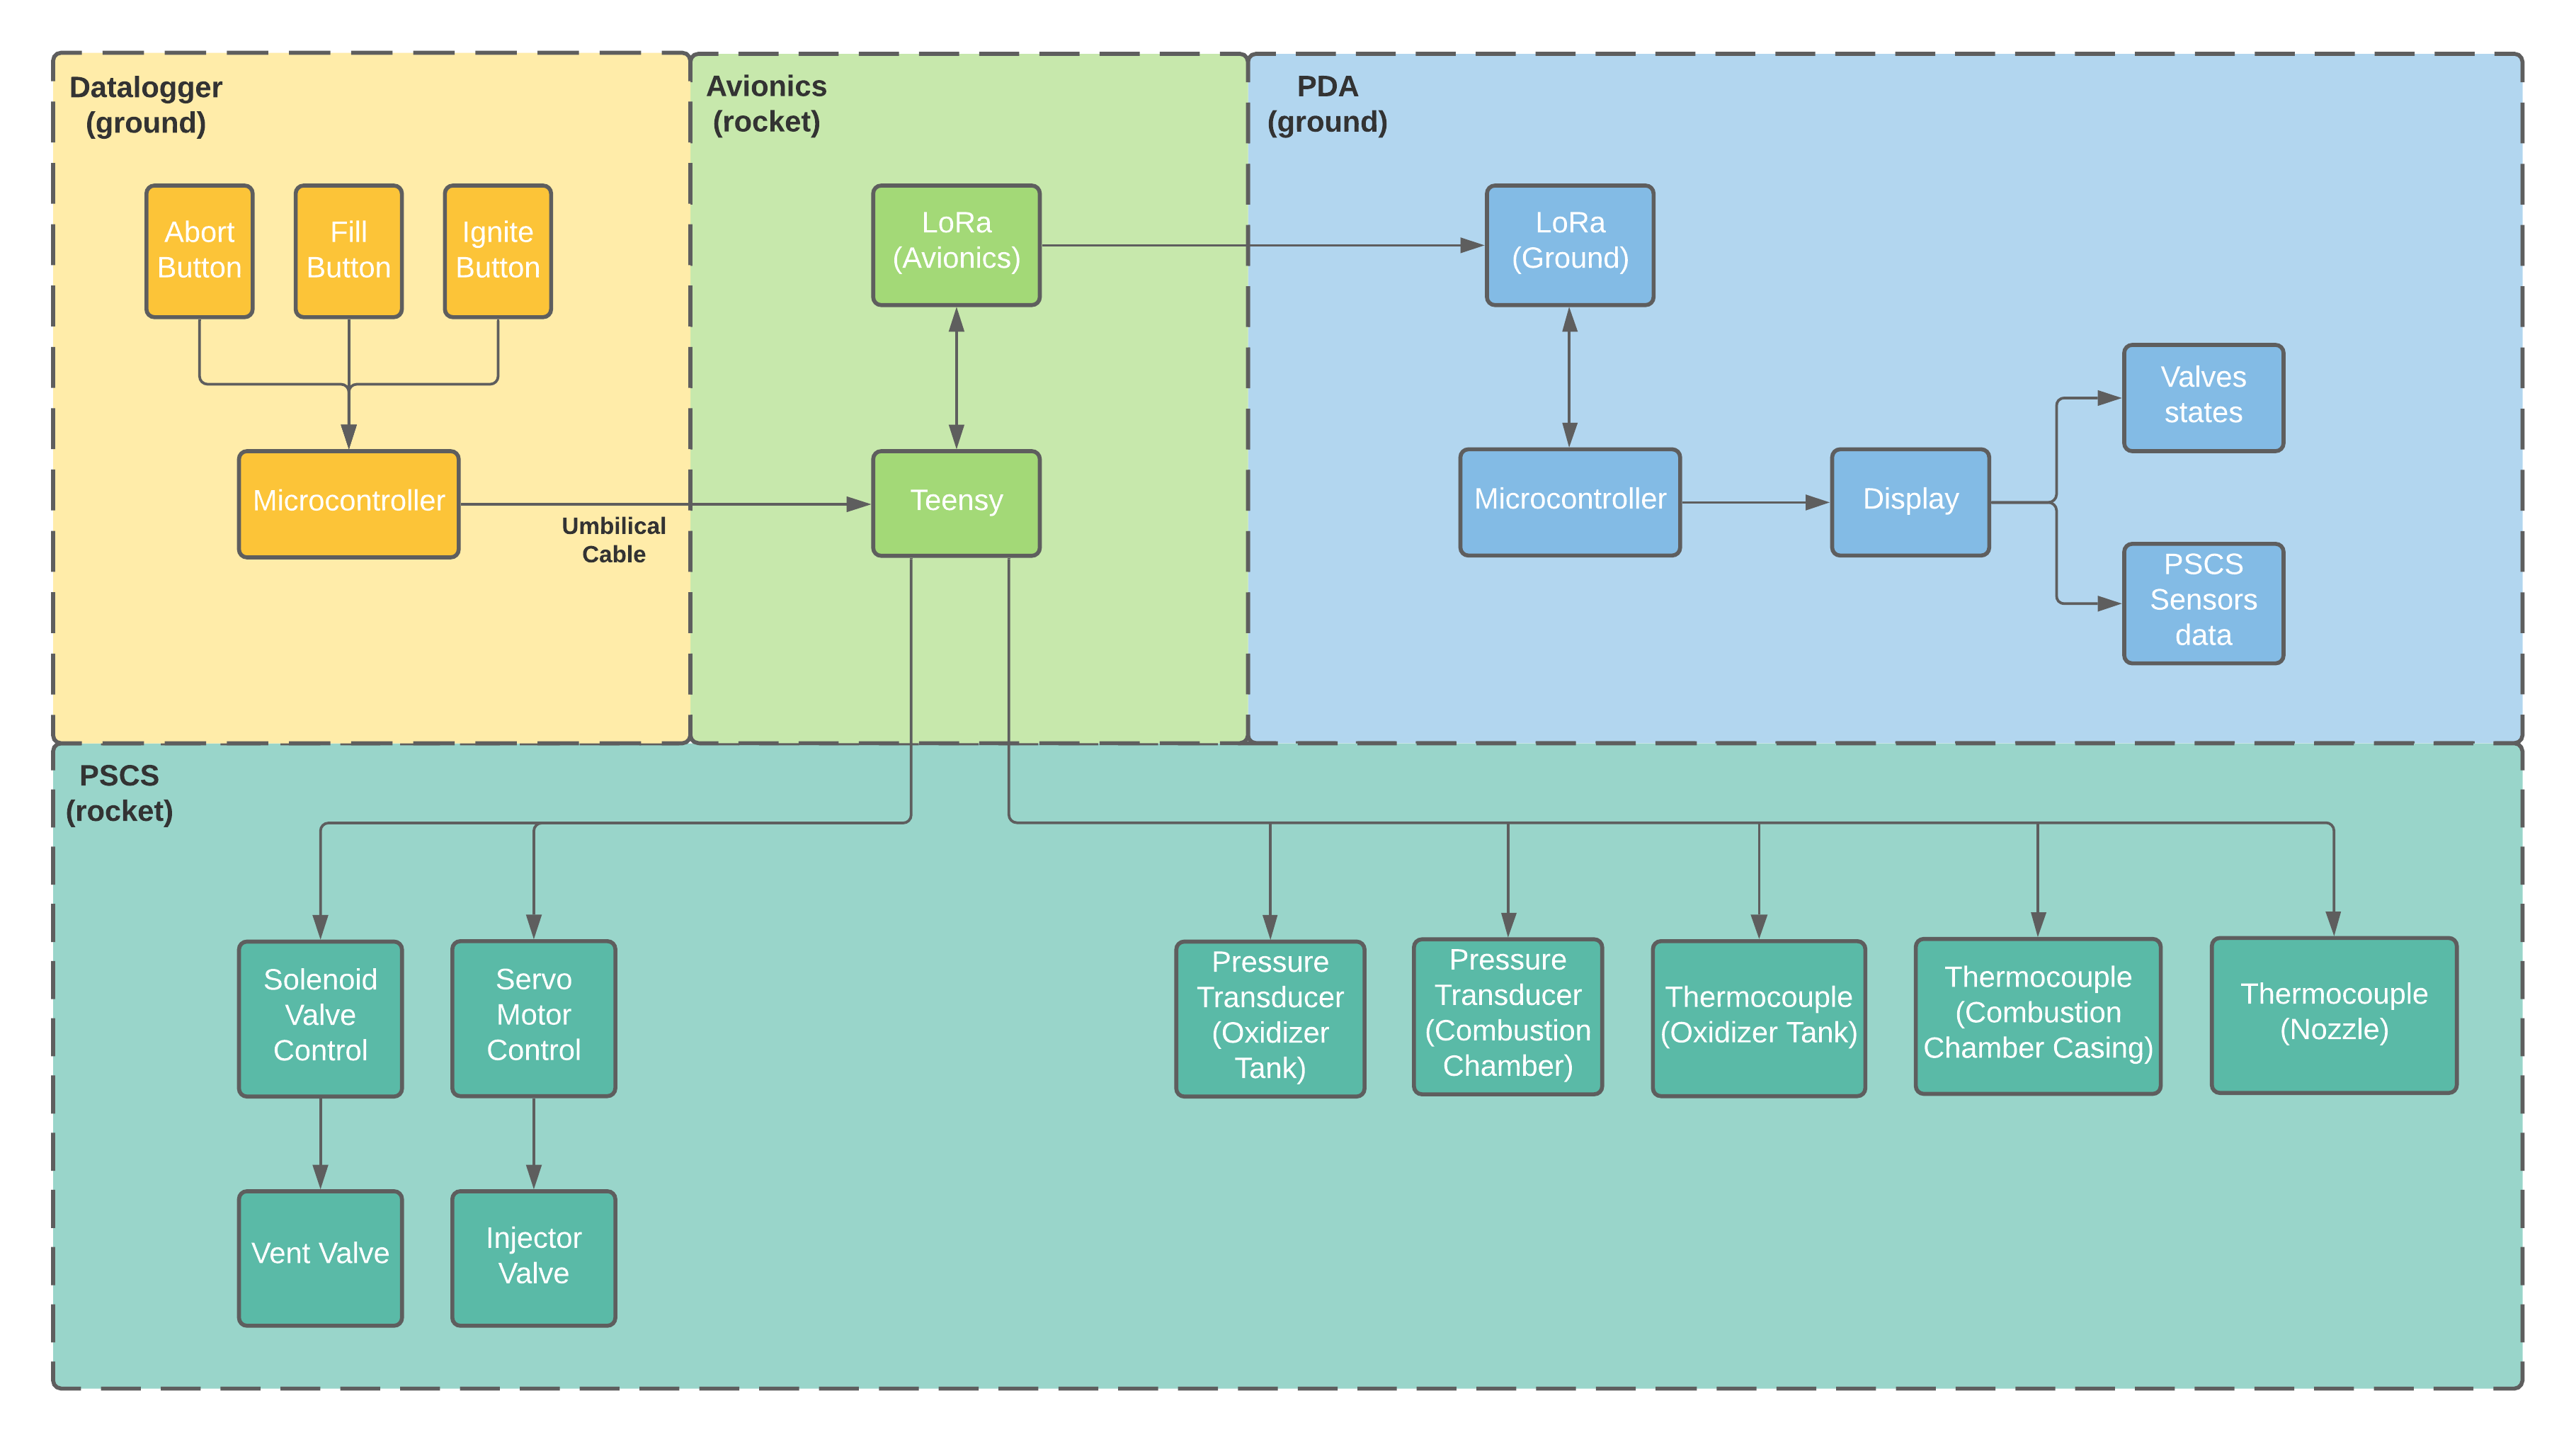 Datalogger
(ground)
Abort
Button
Fill
Button
Ignite
Button
Microcontroller
Umbilical
Cable
Avionics
(rocket)
LoRa
(Avionics)
Teensy
PDA
(ground)
LoRa
(Ground)
Microcontroller
Display
Valves
states
PSCS
Sensors
data
PSCS
(rocket)
Solenoid
Valve
Control
Servo
Motor
Control
Pressure
Transducer
(Oxidizer
Tank)
Pressure
Transducer
(Combustion
Chamber)
Thermocouple
(Oxidizer Tank)
Thermocouple
(Combustion
Chamber Casing)
Thermocouple
(Nozzle)
Vent Valve
Injector
Valve